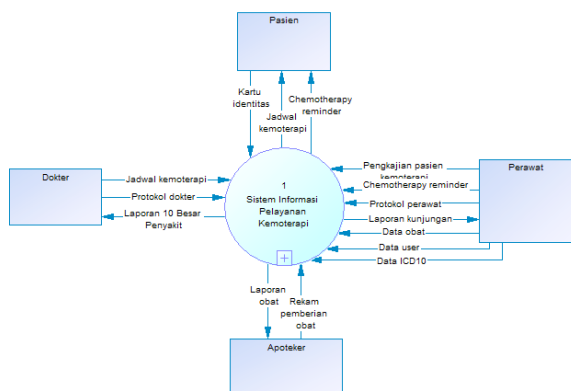 Pasien
Kartu
identitas
Jadwal
kemoterapi
Chemotherapy
reminder
Dokter
Jadwal kemoterapi
Protokol dokter
Laporan 10 Besar
Penyakit
1
Sistem Informasi
Pelayanan
Kemoterapi
Perawat
Pengkajian pasien
kemoterapi
Chemotherapy reminder
Protokol perawat
Laporan kunjungan
Data obat
Data user
Data ICD10
Laporan
obat
Rekam
pemberian
obat
Apoteker